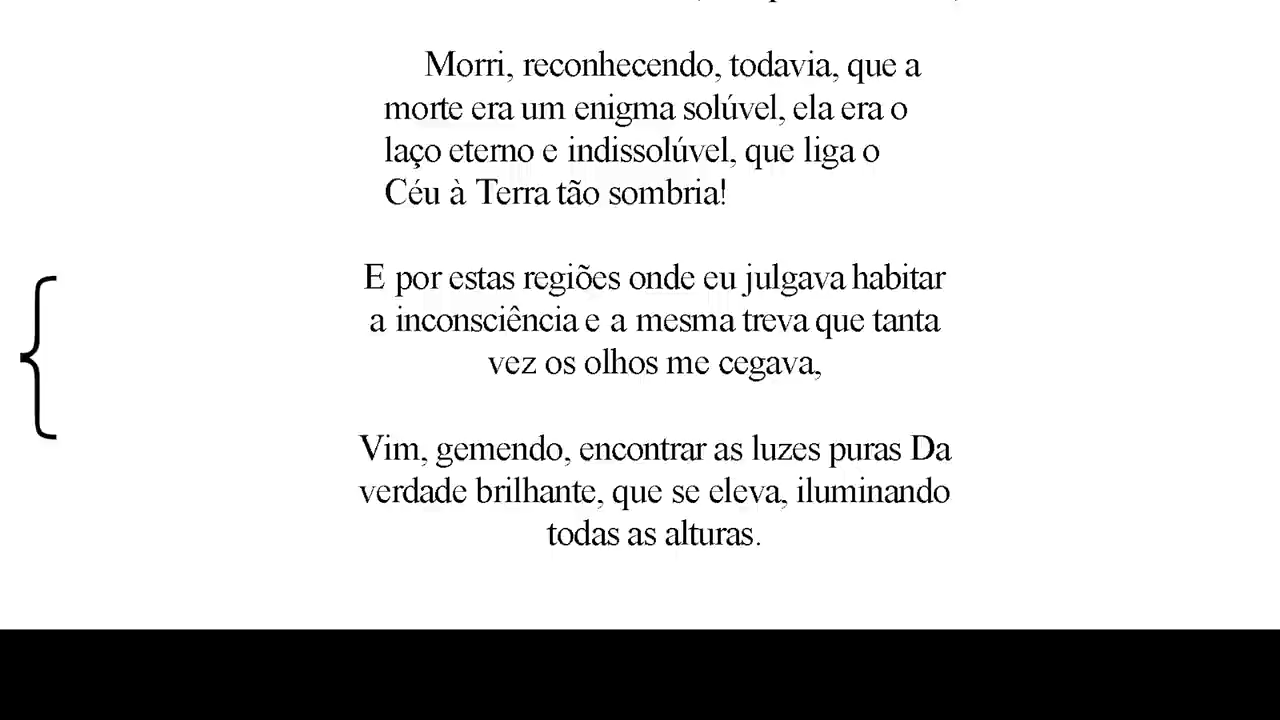 Morri, reconhecendo, todavia, que a
morte era um enigma solúvel, ela era o
laço eterno e indissolúvel, que liga o
Céu à Terra tão sombria!
E por estas regiões onde eu julgava habitar
a inconsciência e a mesma treva que tanta
vez os olhos me cegava,
Vim, gemendo, encontrar as luzes puras Da
verdade brilhante, que se eleva, iluminando
todas as alturas.